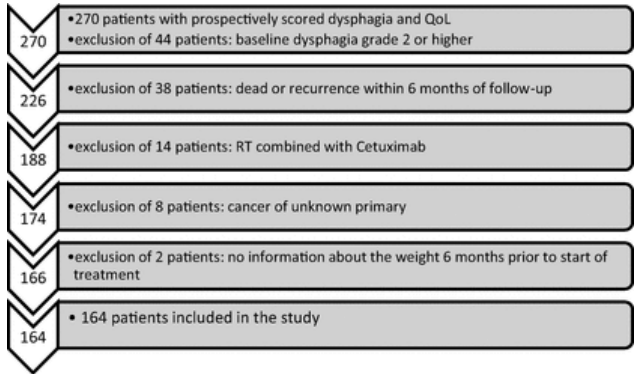 270
•270 patients with prospectively scored dysphagia and QoL
•exclusion of 44 patients: baseline dysphagia grade 2 or higher
226
•exclusion of 38 patients: dead or recurrence within 6 months of follow-up
188
•exclusion of 14 patients: RT combined with Cetuximab
174
•exclusion of 8 patients: cancer of unknown primary
166
•exclusion of 2 patients: no information about the weight 6 months prior to start of
treatment
164
• 164 patients included in the study